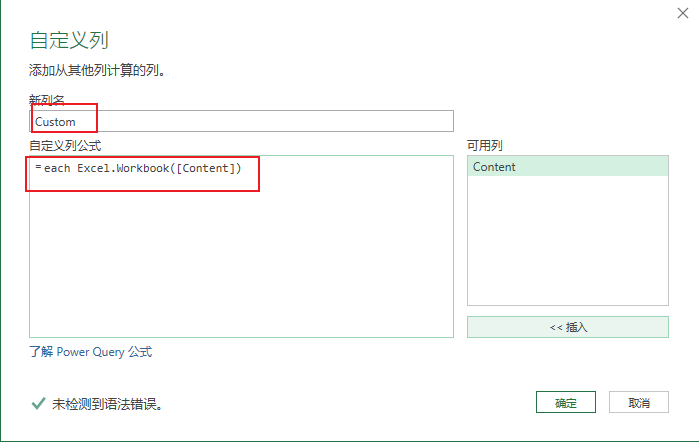 自定义列
添加从其他列计算的列。
新列名
Custom
自定义列公式
=each Excel.Workbook([Content])
可用列
Content
<< 插入
了解 Power Query 公式
未检测到语法错误。
确定
取消